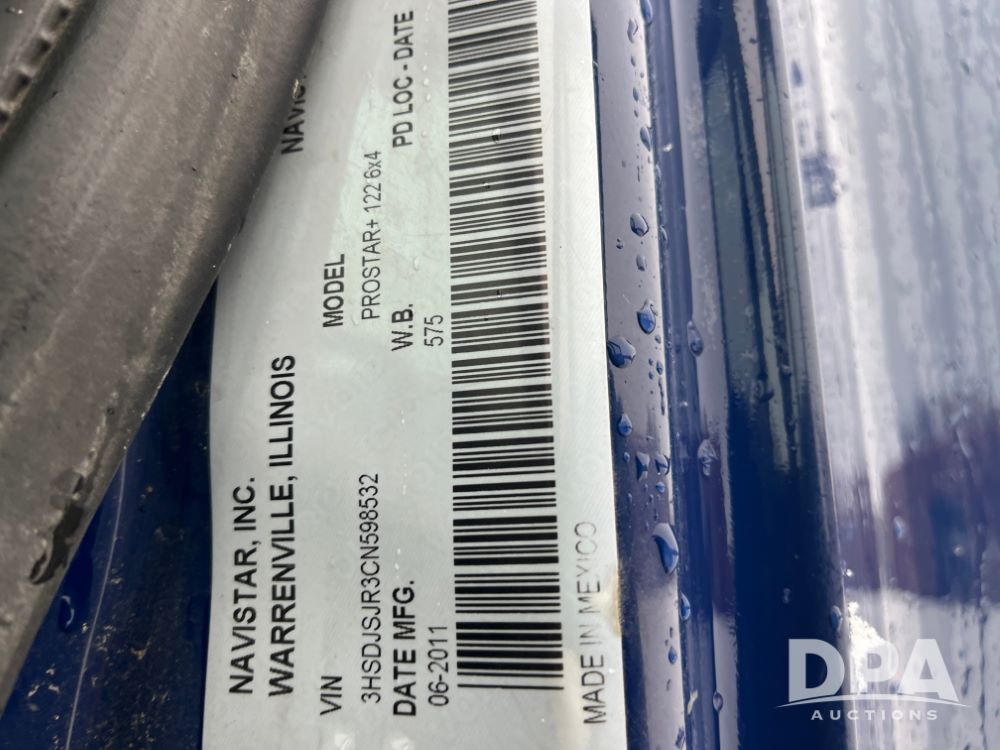 NAVISTAR, INC.
WARRENVILLE, ILLINOIS
VIN MODEL
3HSDJSJR3CN598532 PROSTAR+ 122 6x4
DATE MFG. W.B. PD LOC - DATE
06-2011 575
MADE IN MEXICO
DPA
AUCTIONS